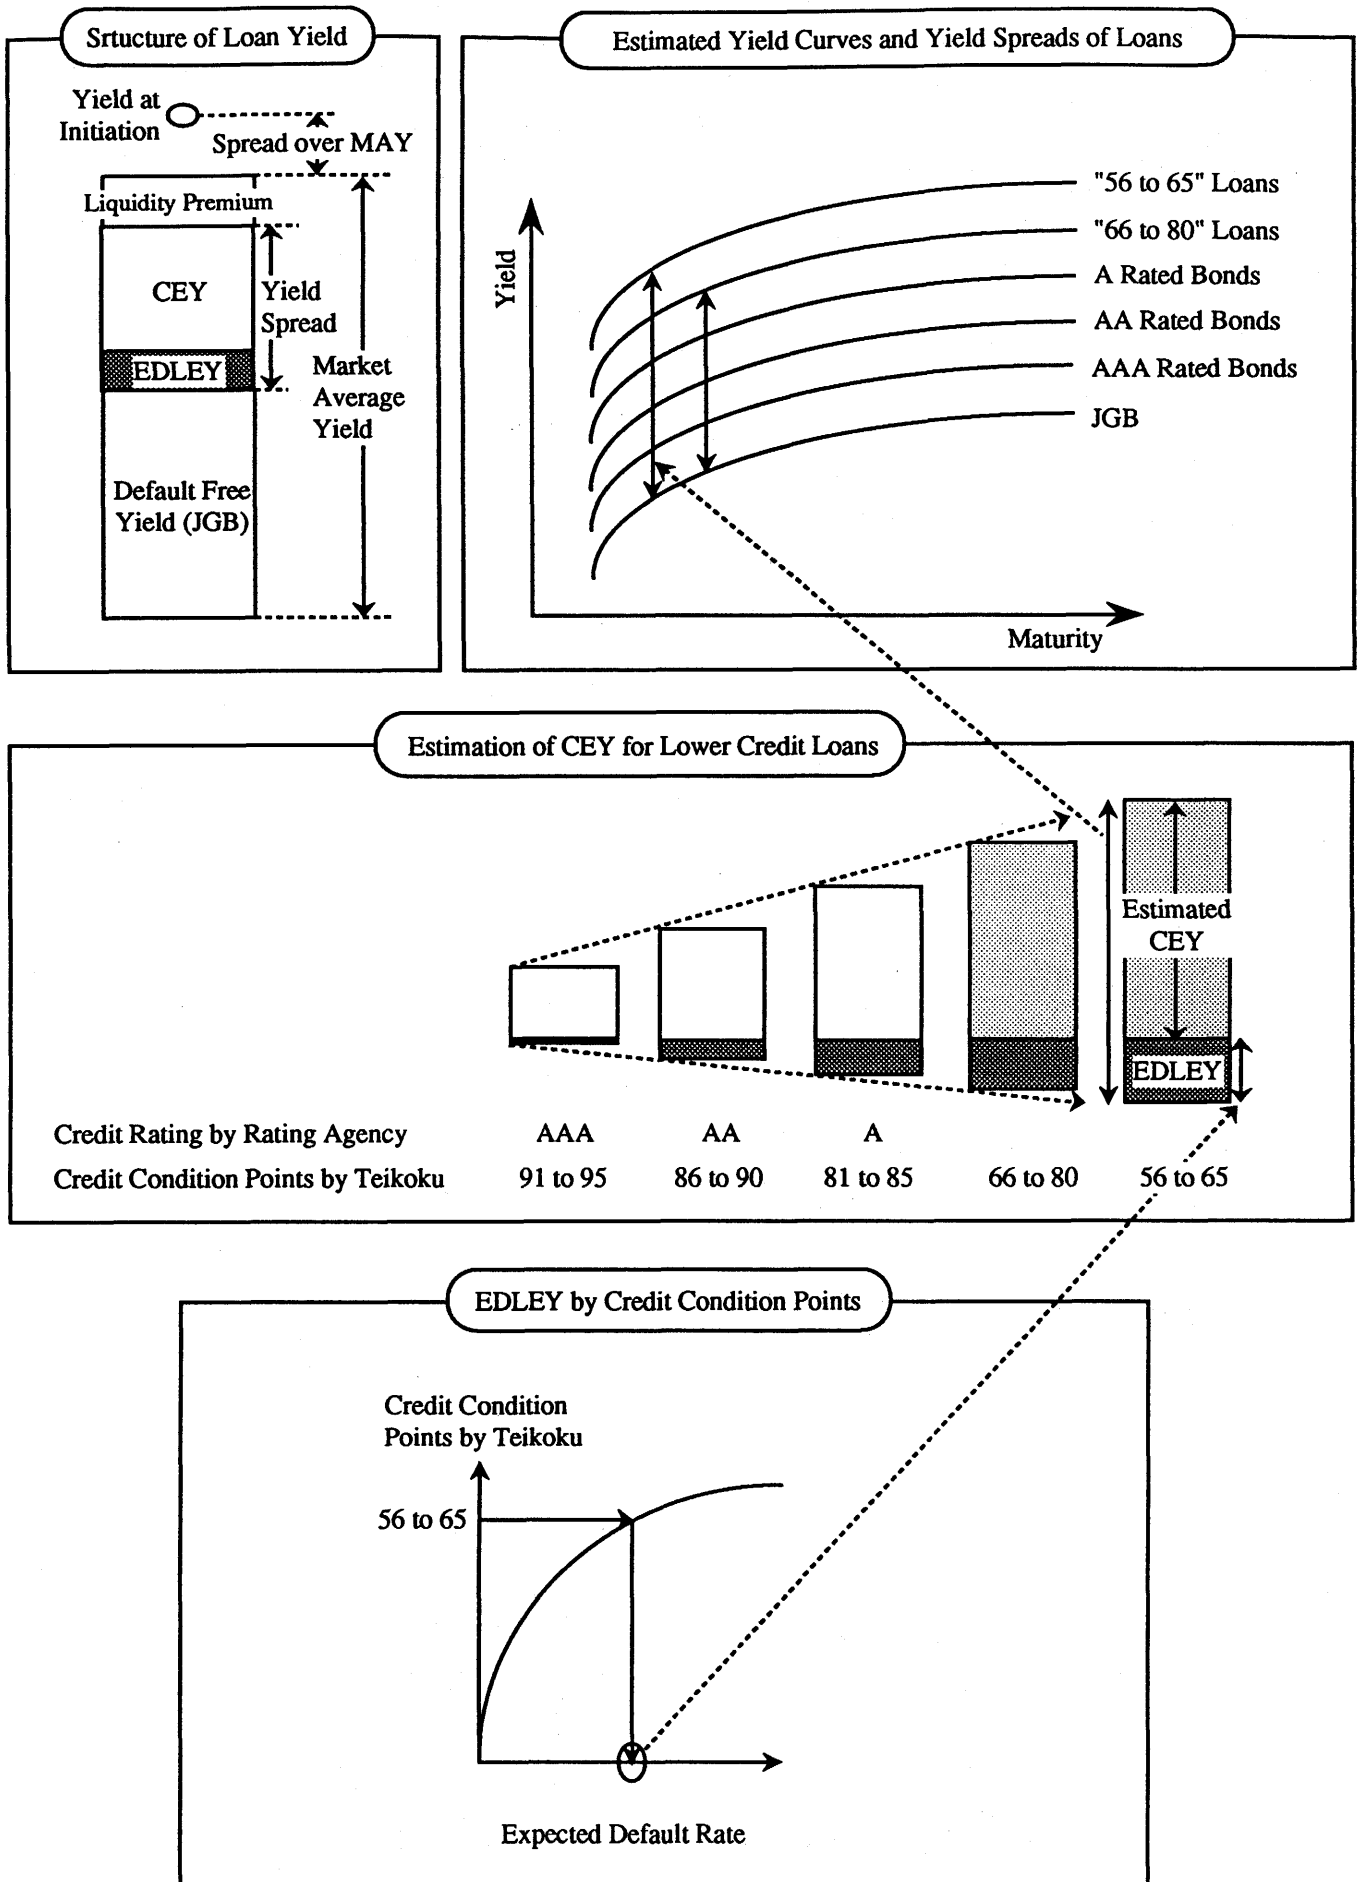 Srtucture of Loan Yield
Yield at
Initiation
Spread over MAY
Liquidity Premium
CEY
Yield
Spread
EDLEY
Market
Average
Yield
Default Free
Yield (JGB)
Estimated Yield Curves and Yield Spreads of Loans
Yield
"56 to 65" Loans
"66 to 80" Loans
A Rated Bonds
AA Rated Bonds
AAA Rated Bonds
JGB
Maturity
Estimation of CEY for Lower Credit Loans
Estimated
CEY
EDLEY
Credit Rating by Rating Agency AAA AA A
Credit Condition Points by Teikoku 91 to 95 86 to 90 81 to 85 66 to 80 56 to 65
EDLEY by Credit Condition Points
Credit Condition
Points by Teikoku
56 to 65
Expected Default Rate